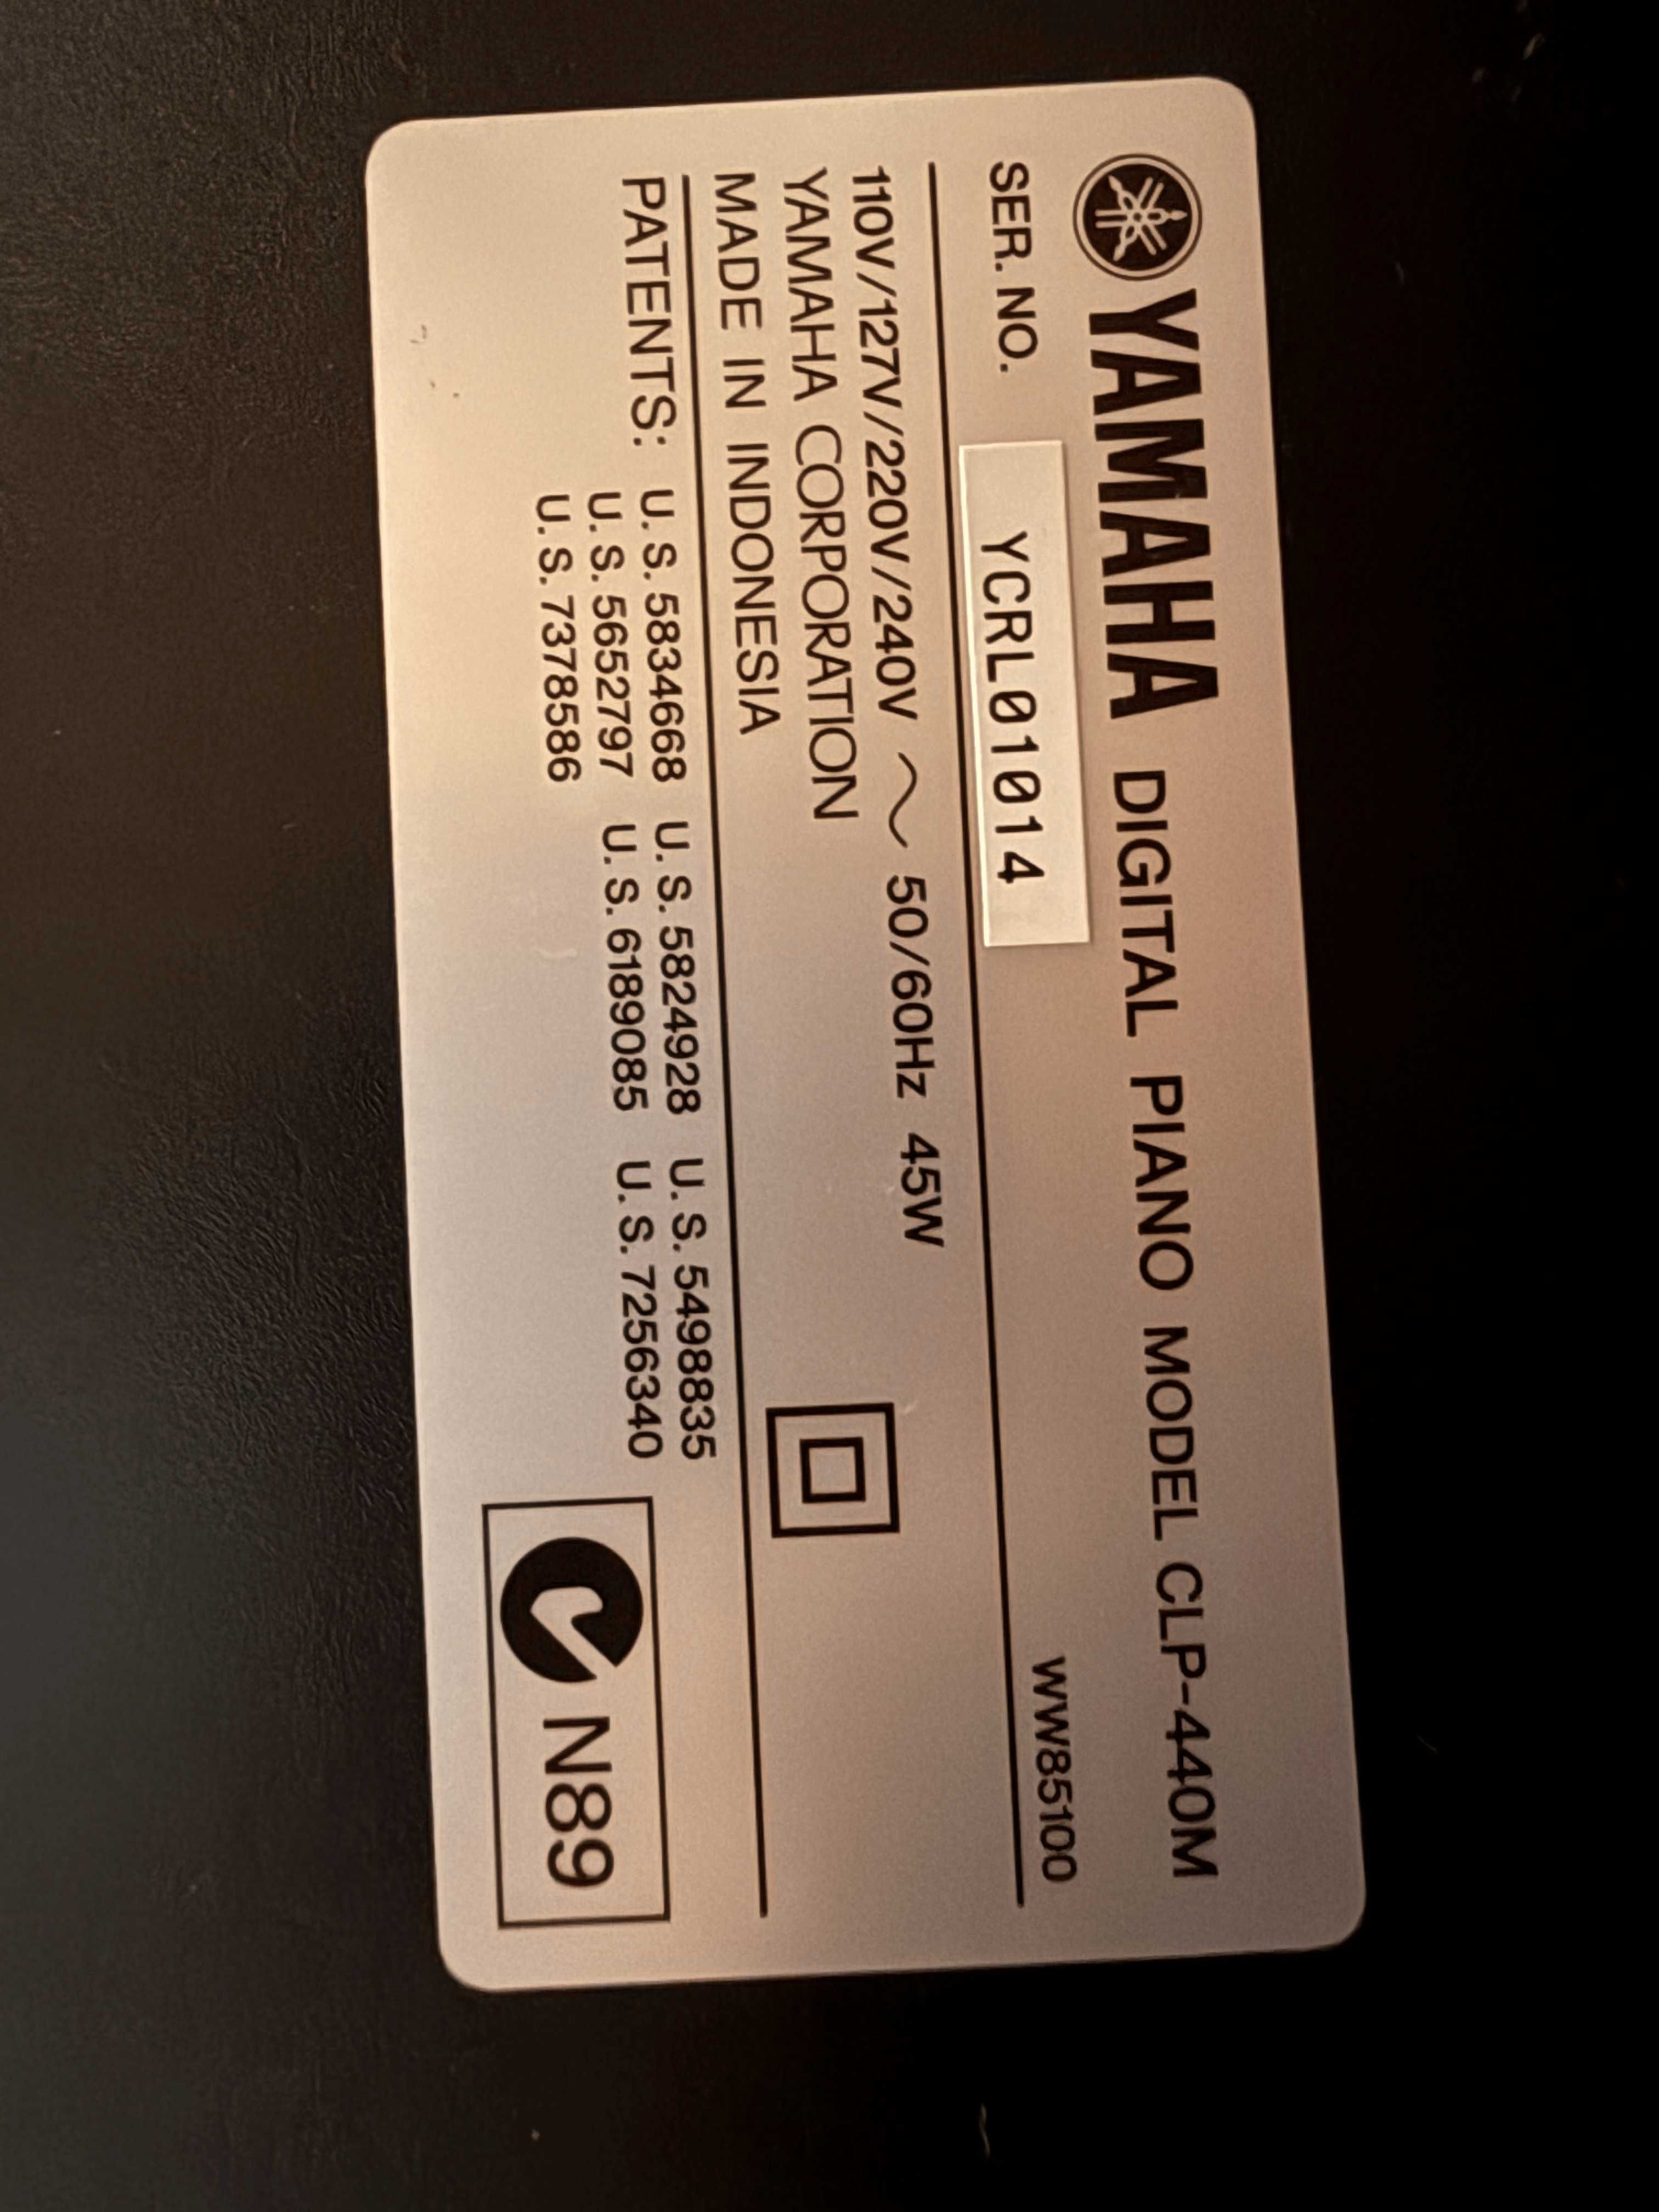 YAMAHA DIGITAL PIANO MODEL CLP-440M
SER. NO. YCRL01014 WW85100
110V/127V/220V/240V ~ 50/60Hz 45W
YAMAHA CORPORATION
MADE IN INDONESIA
PATENTS: U.S. 5834668 U.S. 5824928 U.S. 5498835
U.S. 5652797 U.S. 6189085 U.S. 7256340
U.S. 7378586
N89